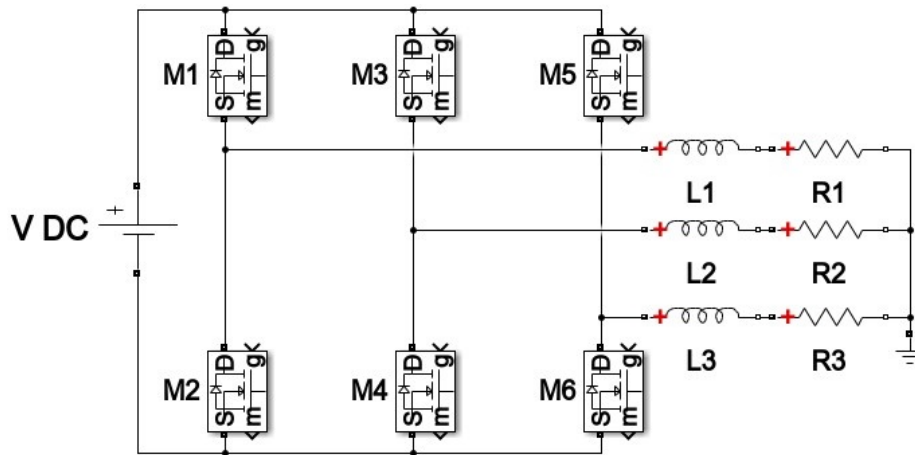 D g
M1
S m
D g
M3
S m
D g
M5
S m
+
L1
+
R1
+
V DC
+
L2
+
R2
+
L3
+
R3
D g
M2
S m
D g
M4
S m
D g
M6
S m